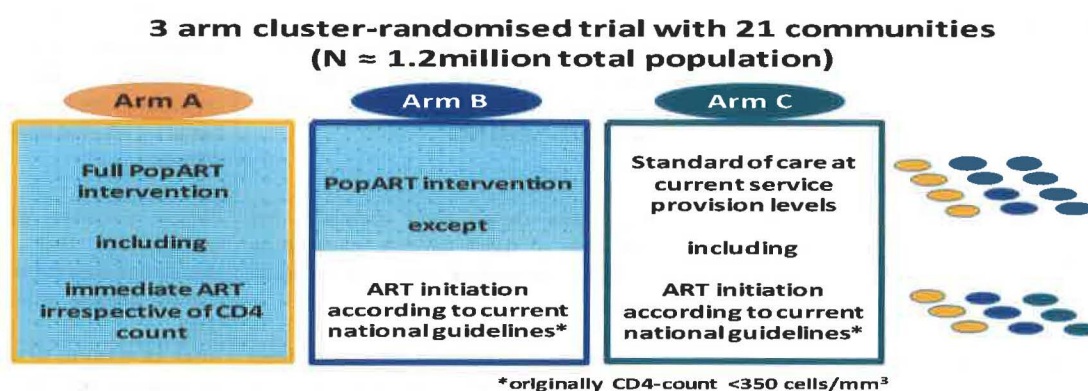 3 arm cluster-randomised trial with 21 communities
(N ≈ 1.2million total population)
Arm A
Full PopART
intervention
including
immediate ART
irrespective of CD4
count
Arm B
PopART intervention
except
ART initiation
according to current
national guidelines*
Arm C
Standard of care at
current service
provision levels
including
ART initiation
according to current
national guidelines*
*originally CD4-count <350 cells/mm³